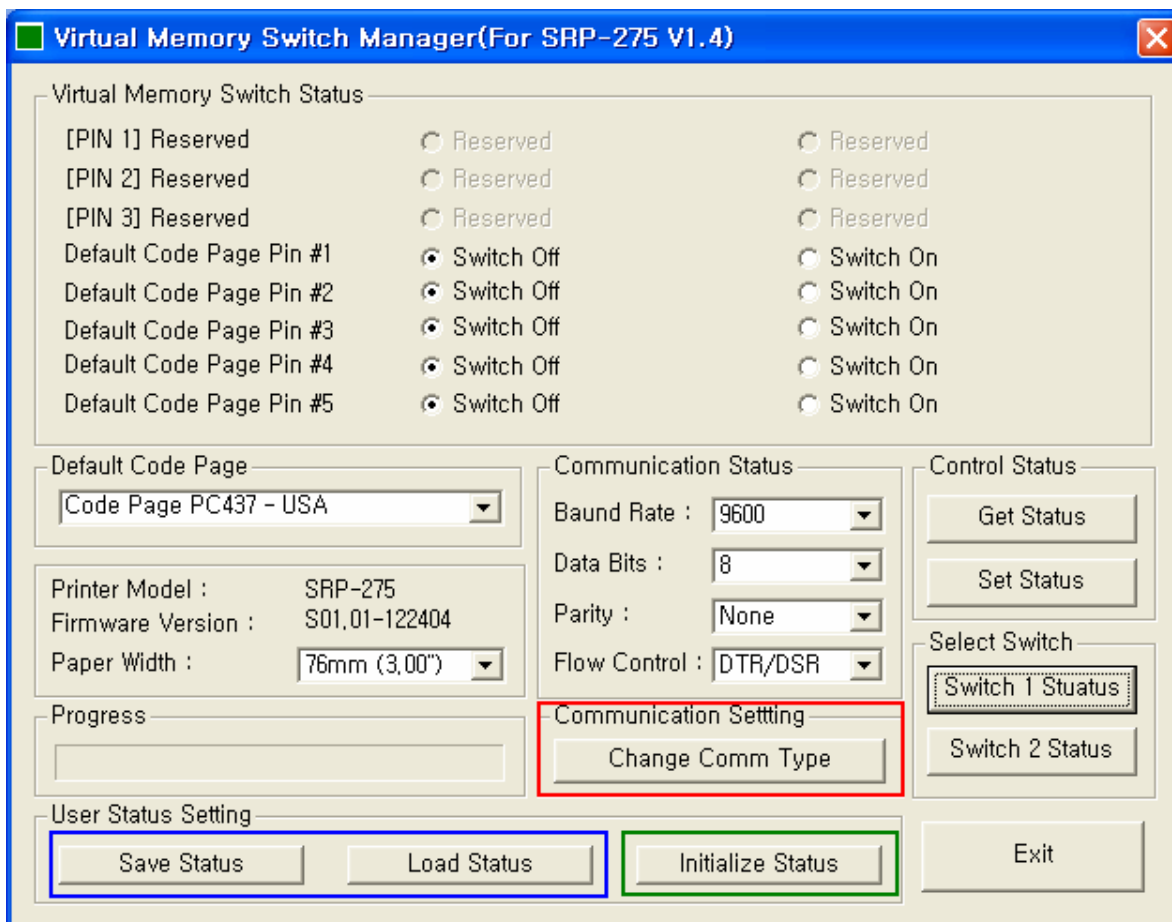 Virtual Memory Switch Manager(For SRP-275 V1.4)
Virtual Memory Switch Status
[PIN 1] Reserved Reserved Reserved
[PIN 2] Reserved Reserved Reserved
[PIN 3] Reserved Reserved Reserved
Default Code Page Pin #1 Switch Off Switch On
Default Code Page Pin #2 Switch Off Switch On
Default Code Page Pin #3 Switch Off Switch On
Default Code Page Pin #4 Switch Off Switch On
Default Code Page Pin #5 Switch Off Switch On
Default Code Page
Code Page PC437 - USA
Printer Model : SRP-275
Firmware Version : S01.01-122404
Paper Width : 76mm (3.00")
Progress
Communication Status
Baund Rate : 9600
Data Bits : 8
Parity : None
Flow Control : DTR/DSR
Communication Settting
Change Comm Type
Control Status
Get Status
Set Status
Select Switch
Switch 1 Stuatus
Switch 2 Status
User Status Setting
Save Status Load Status Initialize Status
Exit